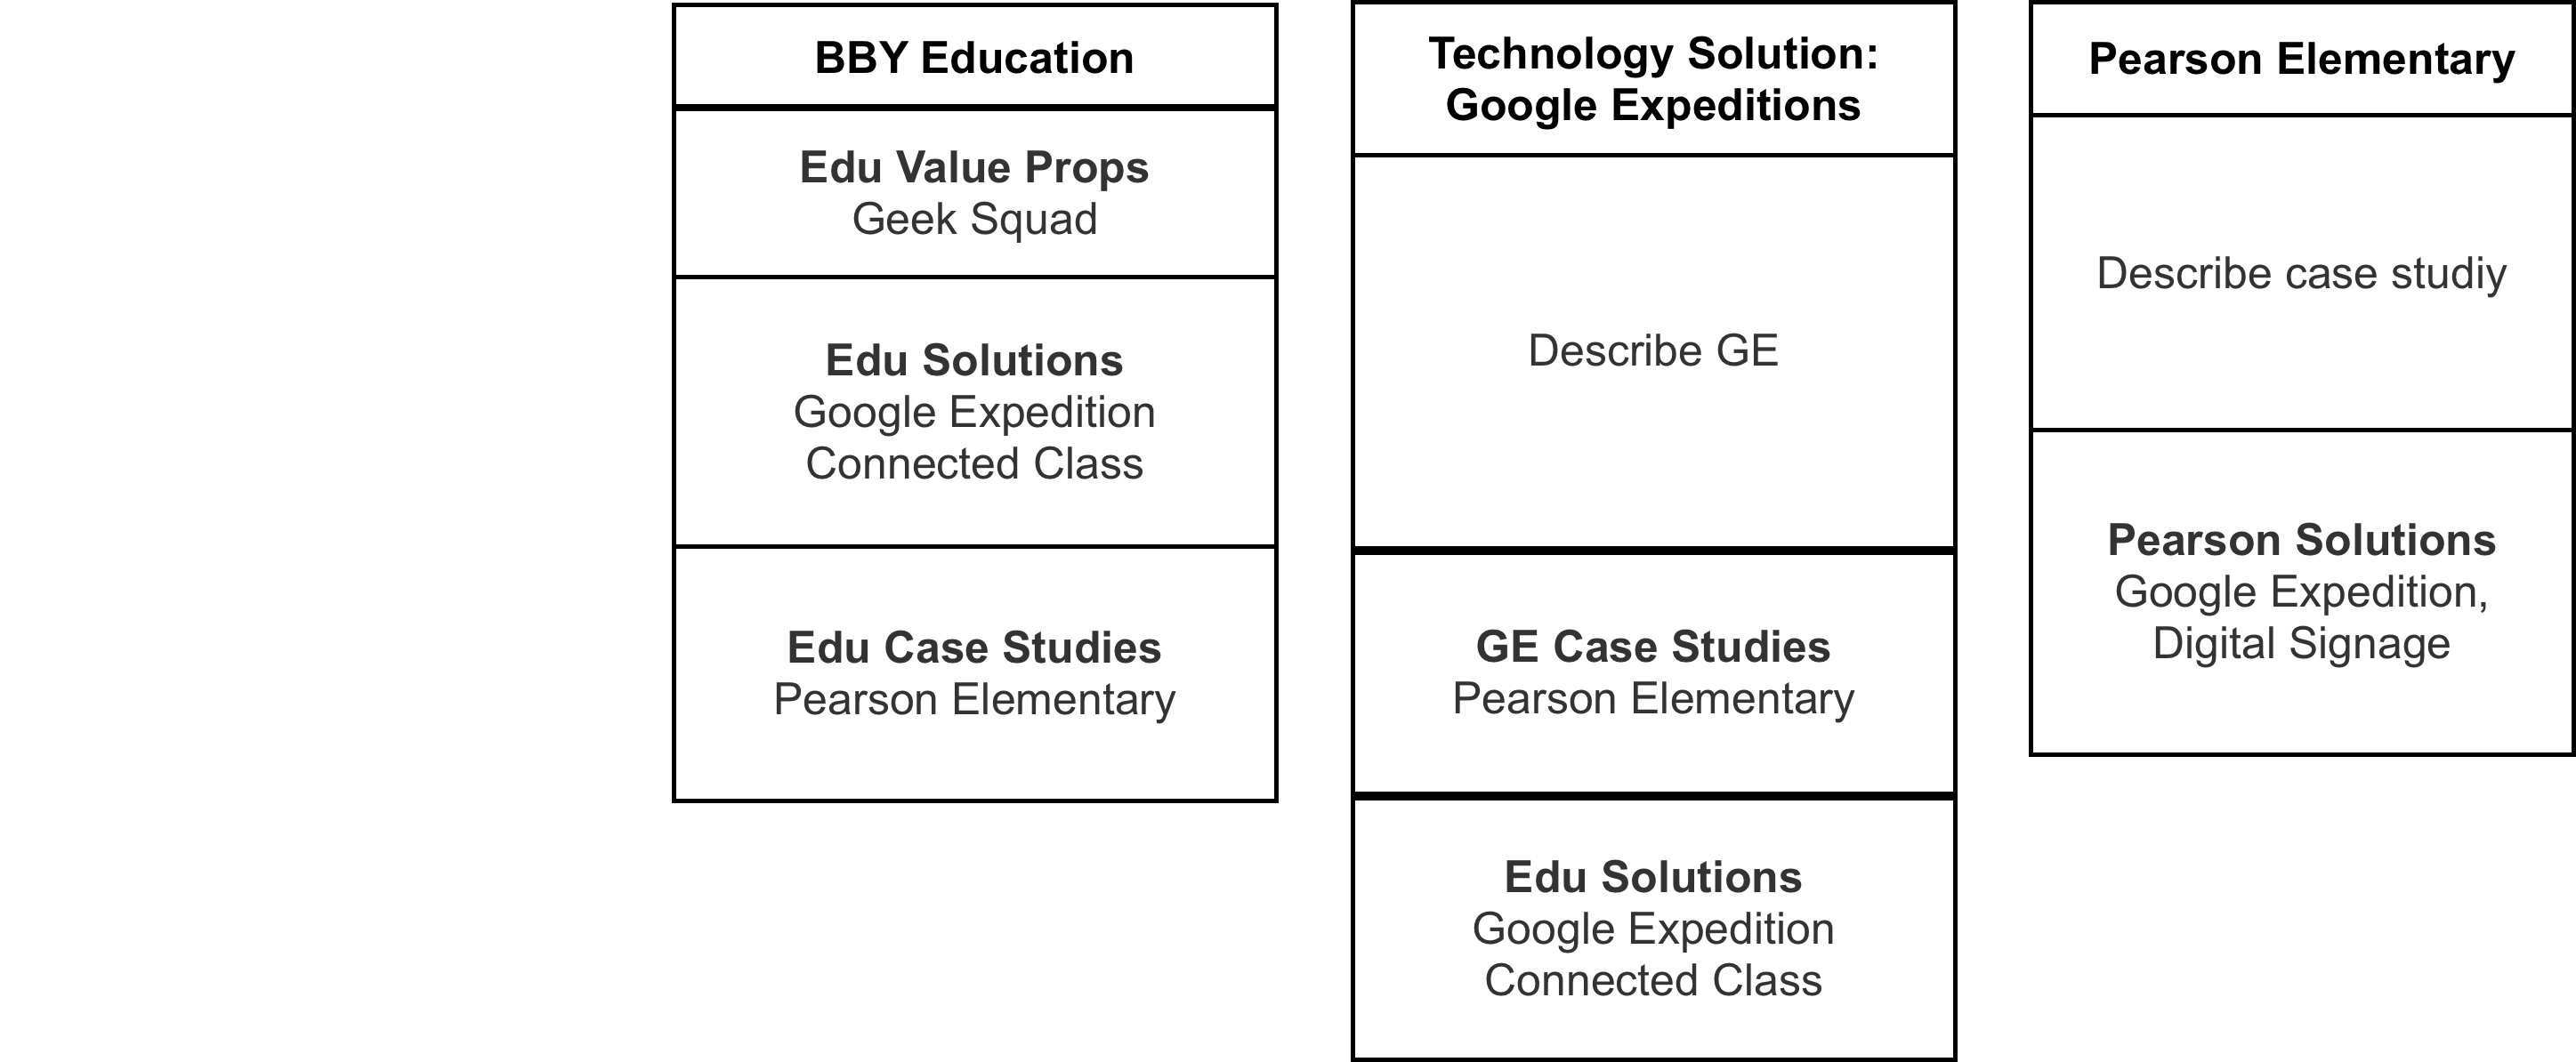 BBY Education
Edu Value Props
Geek Squad
Edu Solutions
Google Expedition
Connected Class
Edu Case Studies
Pearson Elementary
Technology Solution:
Google Expeditions
Describe GE
GE Case Studies
Pearson Elementary
Edu Solutions
Google Expedition
Connected Class
Pearson Elementary
Describe case studiy
Pearson Solutions
Google Expedition,
Digital Signage